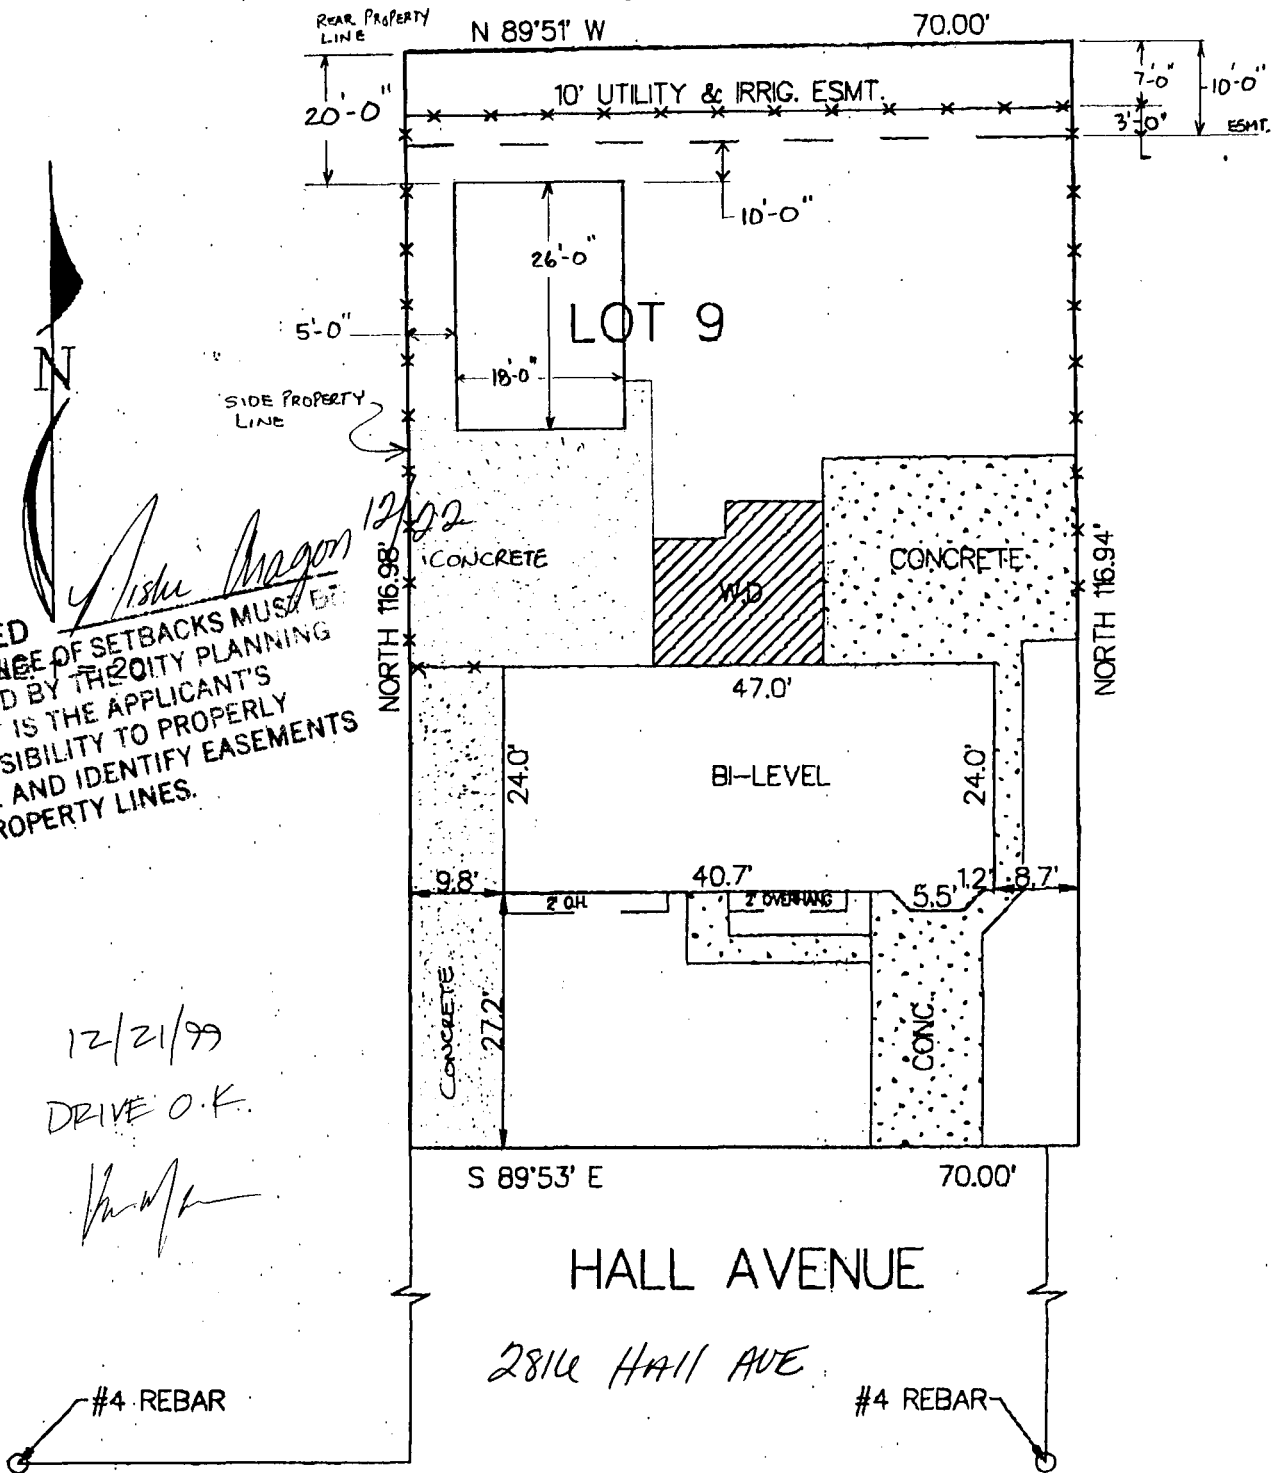 REAR PROPERTY
LINE
N 89°51' W
70.00'
20'-0"
10' UTILITY & IRRIG. ESMT.
7'-0"
10'-0"
3'-0"
ESMT.
10'-0"
26'-0"
LOT 9
5'-0"
18'-0"
N
SIDE PROPERTY
LINE
12/22
CONCRETE
CONCRETE
W.D
NORTH 116.98'
NORTH 116.94'
OF SETBACKS MUST BE
D BY THE CITY PLANNING
IS THE APPLICANT'S
SIBILITY TO PROPERLY
AND IDENTIFY EASEMENTS
ROPERTY LINES.
47.0'
24.0'
BI-LEVEL
24.0'
9.8'
40.7'
5.5'
1.2'
8.7'
2' O.H.
2' OVERHANG
CONCRETE
27.2'
CONC.
12/21/99
DRIVE O.K.
S 89°53' E
70.00'
HALL AVENUE
HAll AVE
#4 REBAR
#4 REBAR